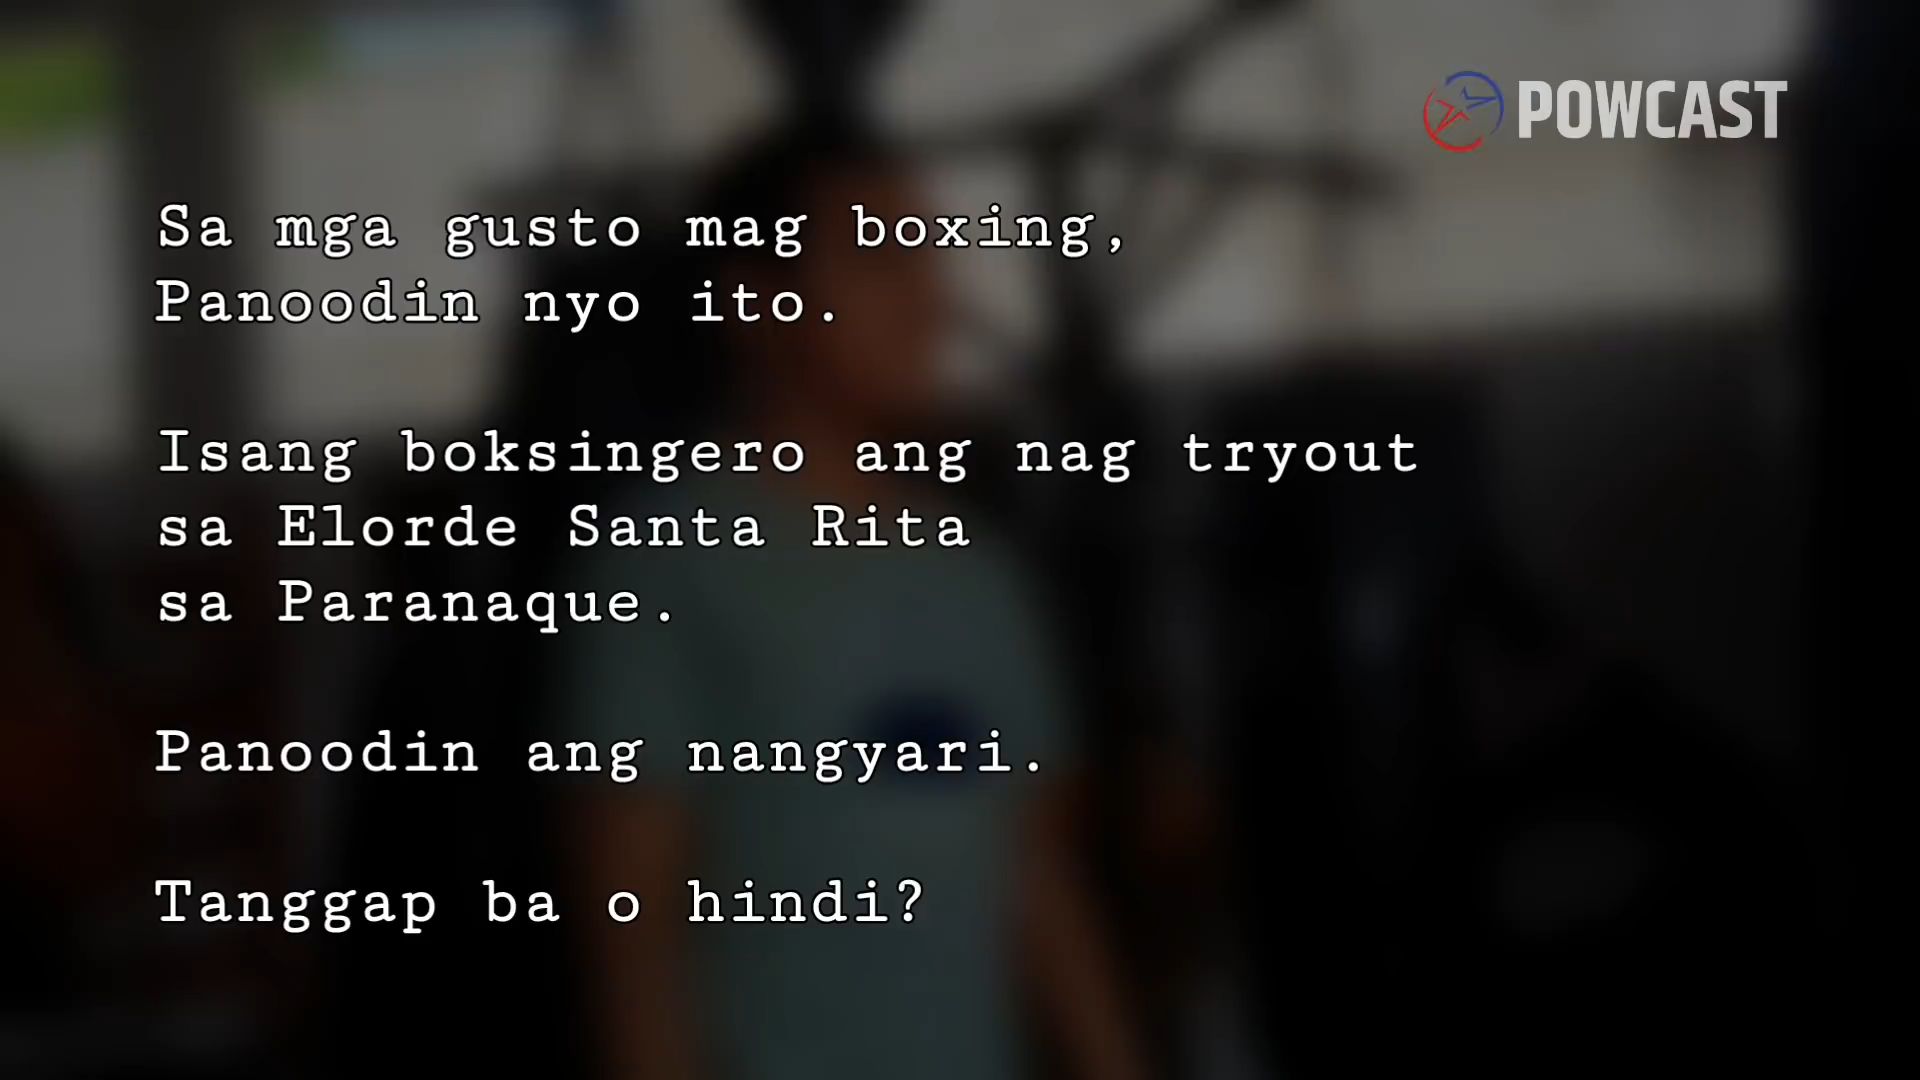 POWCAST
Sa mga gusto mag boxing,
Panoodin nyo ito.
Isang boksingero ang nag tryout
sa Elorde Santa Rita
sa Paranaque.
Panoodin ang nangyari.
Tanggap ba o hindi?